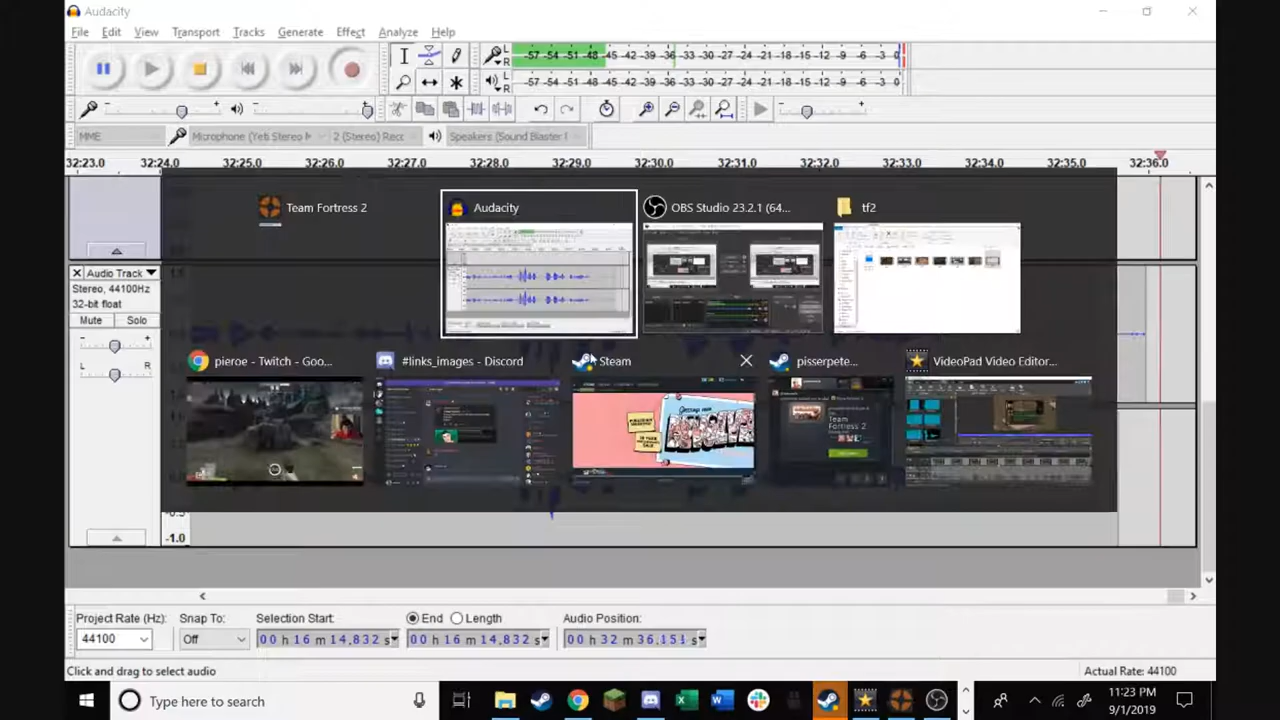 Audacity
File Edit View Transport Tracks Generate Effect Analyze Help
L R -57 -54 -51 -48 -45 -42 -39 -36 -33 -30 -27 -24 -21 -18 -15 -12 -9 -6 -3 0
L R -57 -54 -51 -48 -45 -42 -39 -36 -33 -30 -27 -24 -21 -18 -15 -12 -9 -6 -3 0
MME Microphone (Yeti Stereo M 2 (Stereo) Recc Speakers (Sound Blaster
32:23.0 32:24.0 32:25.0 32:26.0 32:27.0 32:28.0 32:29.0 32:30.0 32:31.0 32:32.0 32:33.0 32:34.0 32:35.0 32:36.0
Team Fortress 2 Audacity OBS Studio 23.2.1 (64... tf2
Audio Track
Stereo, 44100Hz
32-bit float
Mute Solo
L R
pieroe - Twitch - Goo... #links_images - Discord Steam pisserpete... VideoPad Video Editor...
Team
Fortress 2
-1.0
Project Rate (Hz): Snap To: Selection Start: End Length Audio Position:
44100 Off 00 h 16 m 14.832 s 00 h 16 m 14.832 s 00 h 32 m 36.151 s
Click and drag to select audio Actual Rate: 44100
Type here to search 11:23 PM
9/1/2019